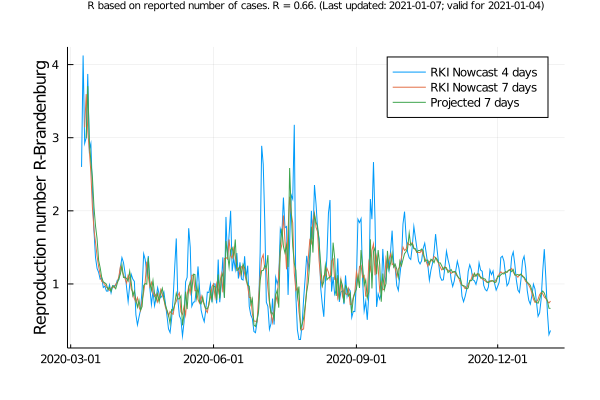 R based on reported number of cases. R = 0.66. (Last updated: 2021-01-07; valid for 2021-01-04)
Reproduction number R-Brandenburg
4
3
2
1
RKI Nowcast 4 days
RKI Nowcast 7 days
Projected 7 days
2020-03-01
2020-06-01
2020-09-01
2020-12-01